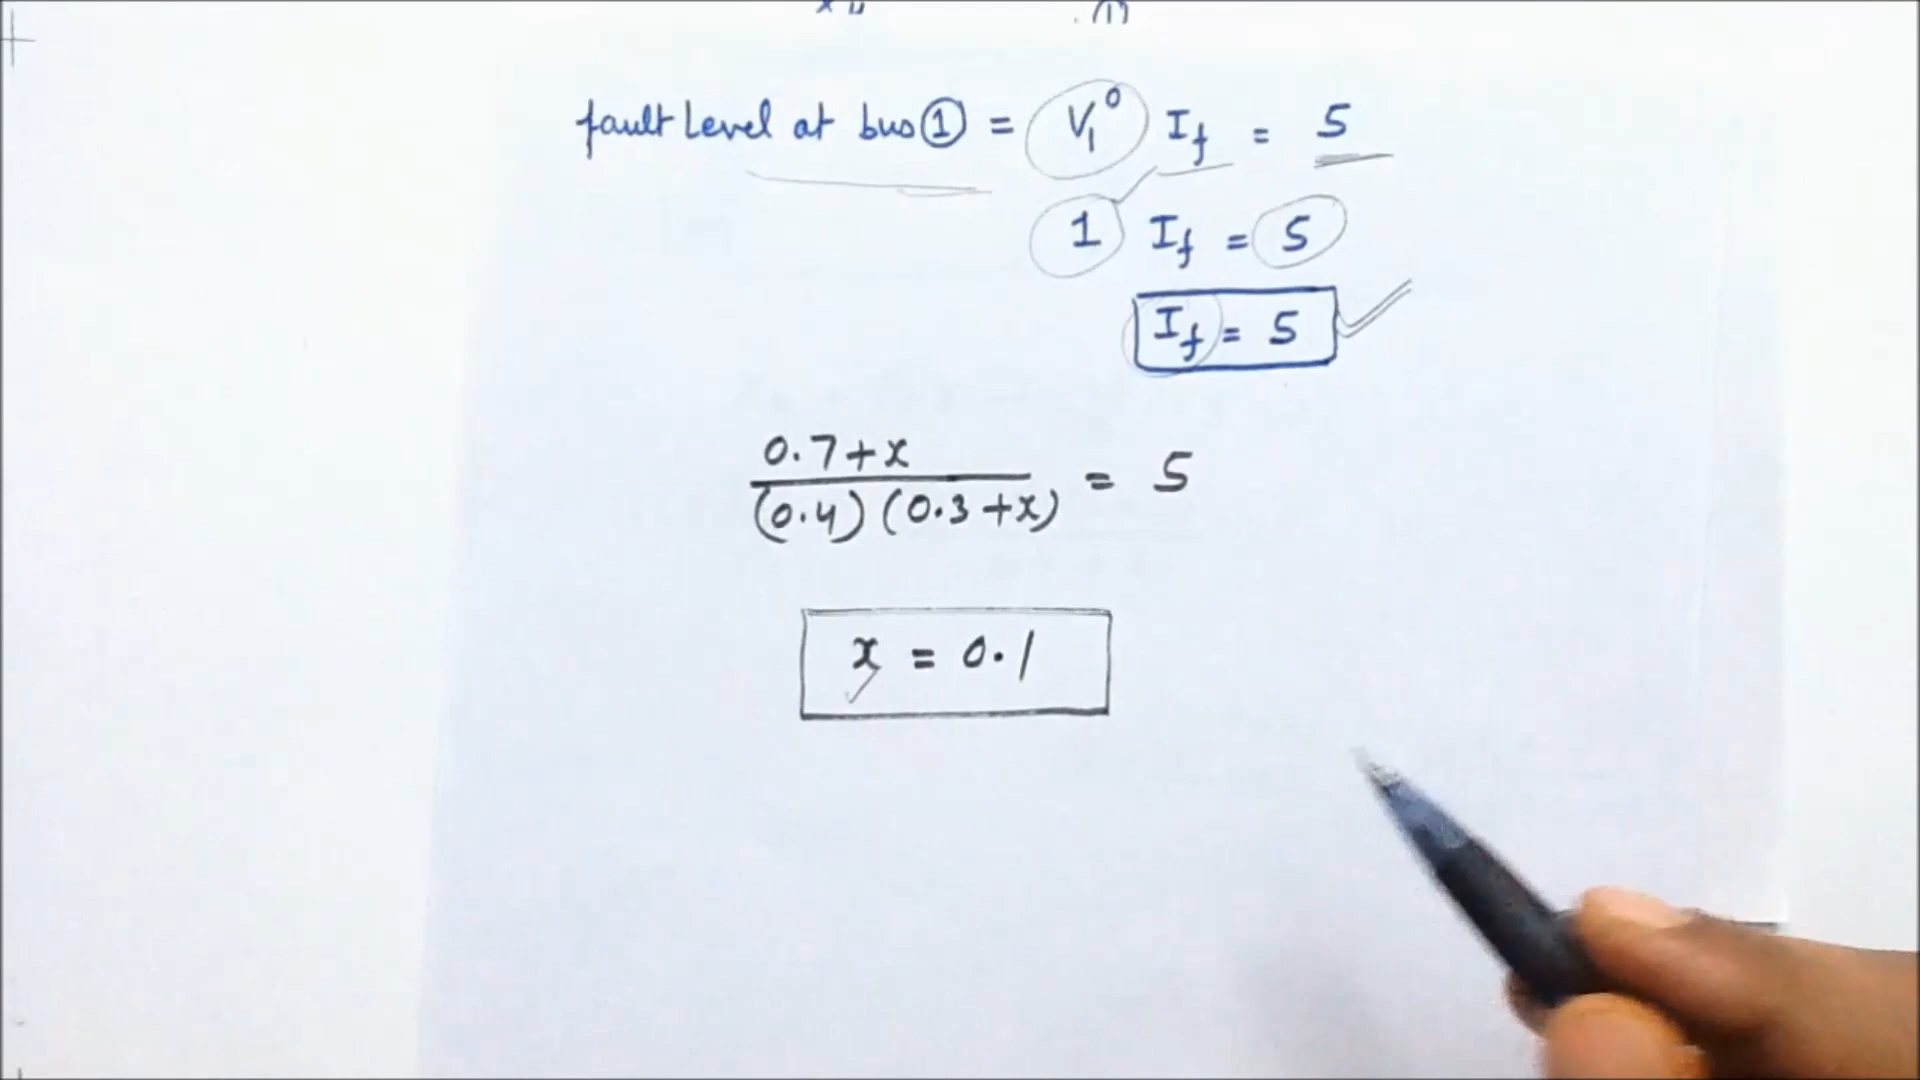 fault Level at bus ① = V₁⁰ I_f = 5
1 I_f = 5
I_f = 5
0.7+x
(0.4) (0.3+x) = 5
x = 0.1